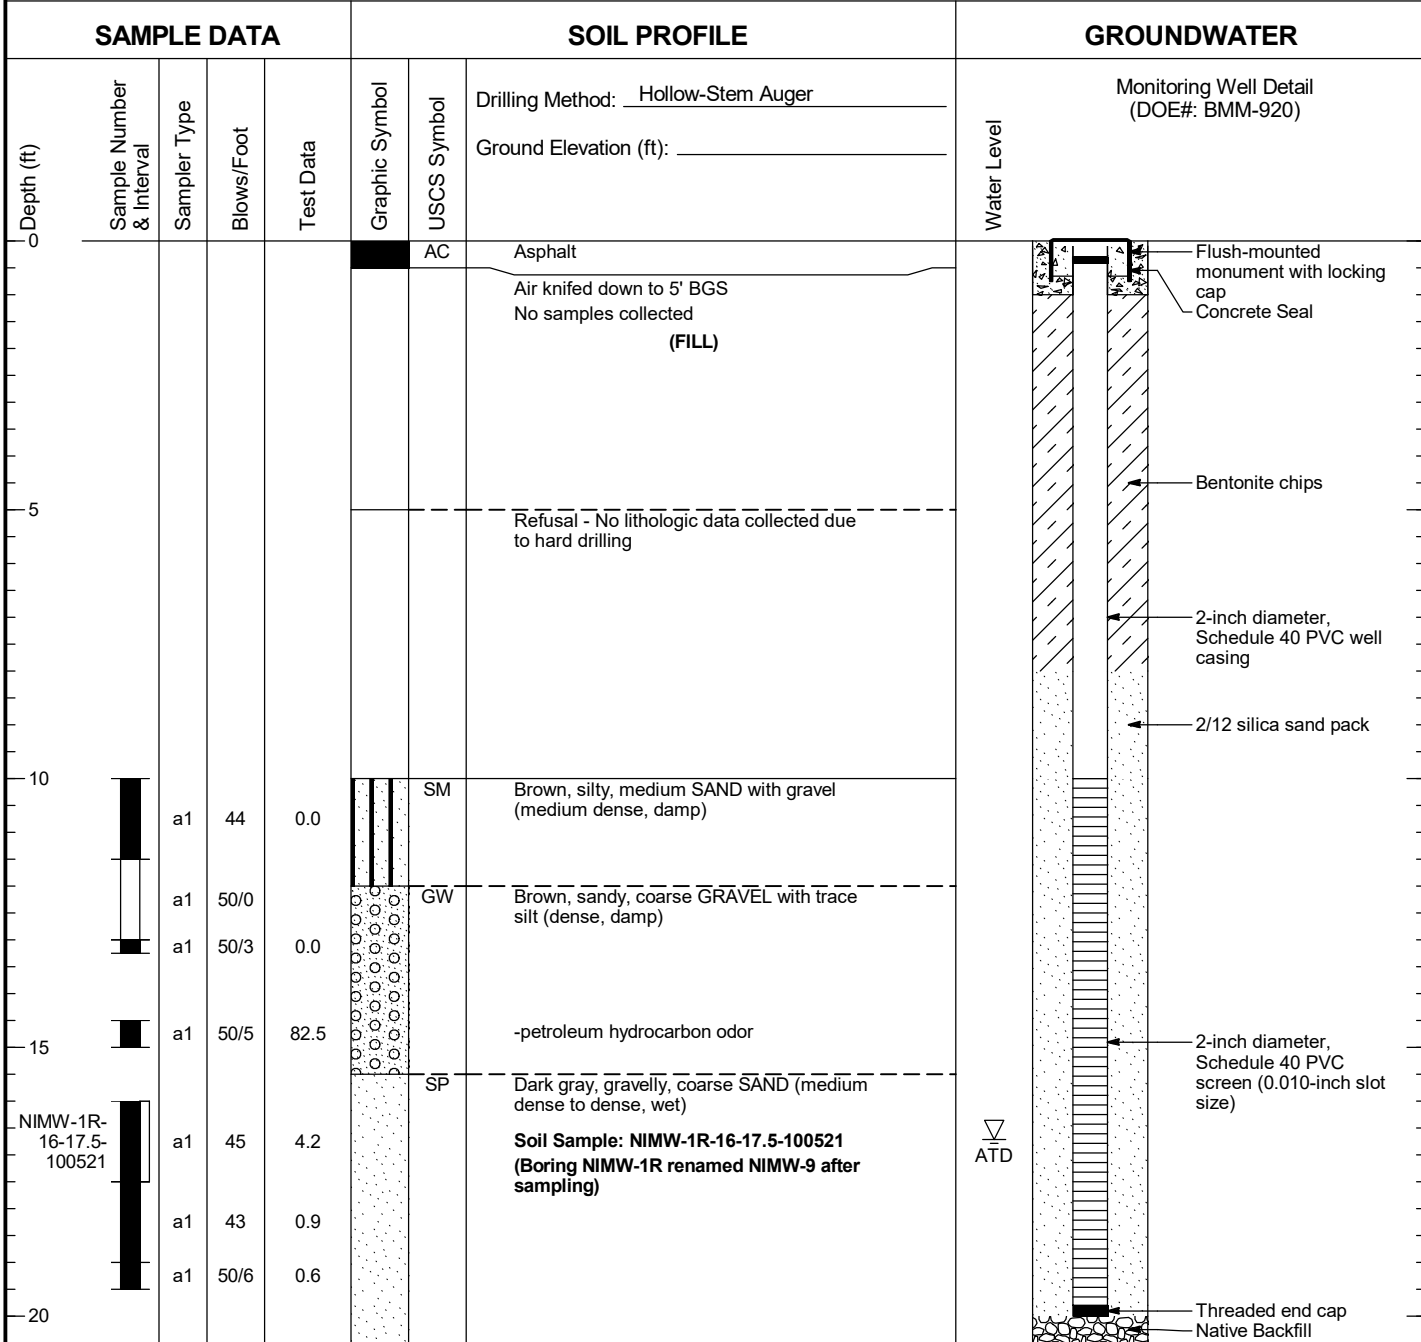 SAMPLE DATA
SOIL PROFILE
GROUNDWATER
Depth (ft)
Sample Number
& Interval
Sampler Type
Blows/Foot
Test Data
Graphic Symbol
USCS Symbol
Drilling Method: Hollow-Stem Auger
Ground Elevation (ft):
Water Level
Monitoring Well Detail
(DOE#: BMM-920)
0
AC
Asphalt
Air knifed down to 5' BGS
No samples collected
(FILL)
Flush-mounted
monument with locking
cap
Concrete Seal
Bentonite chips
5
Refusal - No lithologic data collected due
to hard drilling
2-inch diameter,
Schedule 40 PVC well
casing
2/12 silica sand pack
10
SM
Brown, silty, medium SAND with gravel
(medium dense, damp)
a1 44 0.0
GW
Brown, sandy, coarse GRAVEL with trace
silt (dense, damp)
a1 50/0
a1 50/3 0.0
a1 50/5 82.5
-petroleum hydrocarbon odor
15
2-inch diameter,
Schedule 40 PVC
screen (0.010-inch slot
size)
SP
Dark gray, gravelly, coarse SAND (medium
dense to dense, wet)
NIMW-1R-
16-17.5-
100521
a1 45 4.2
Soil Sample: NIMW-1R-16-17.5-100521
(Boring NIMW-1R renamed NIMW-9 after
sampling)
ATD
a1 43 0.9
a1 50/6 0.6
20
Threaded end cap
Native Backfill